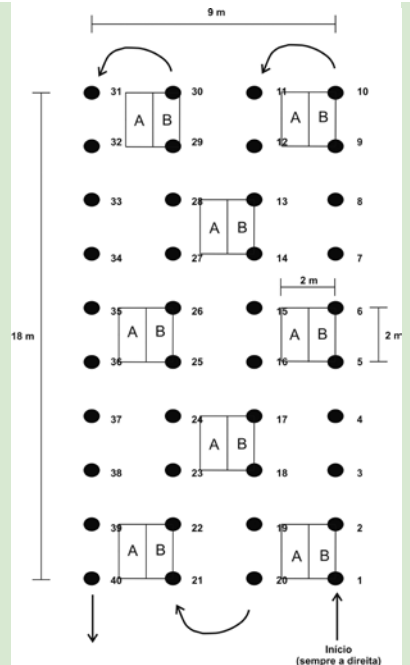 9 m
31 30 11 10
A B A B
32 29 12 9
33 28 13 8
A B
34 27 14 7
2 m
35 26 15 6
18 m A B A B 2 m
36 25 16 5
37 24 17 4
A B
38 23 18 3
39 22 19 2
A B A B
40 21 20 1
Início
(sempre a direita)